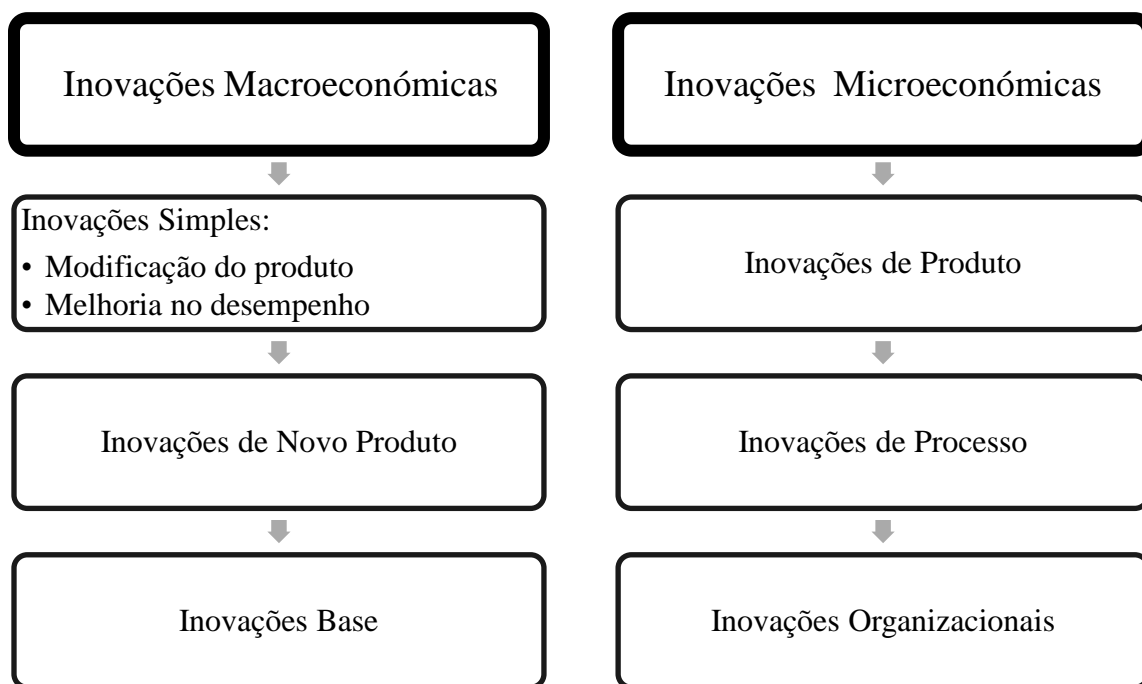 Inovações Macroeconómicas
Inovações Simples:
• Modificação do produto
• Melhoria no desempenho
Inovações de Novo Produto
Inovações Base
Inovações Microeconómicas
Inovações de Produto
Inovações de Processo
Inovações Organizacionais